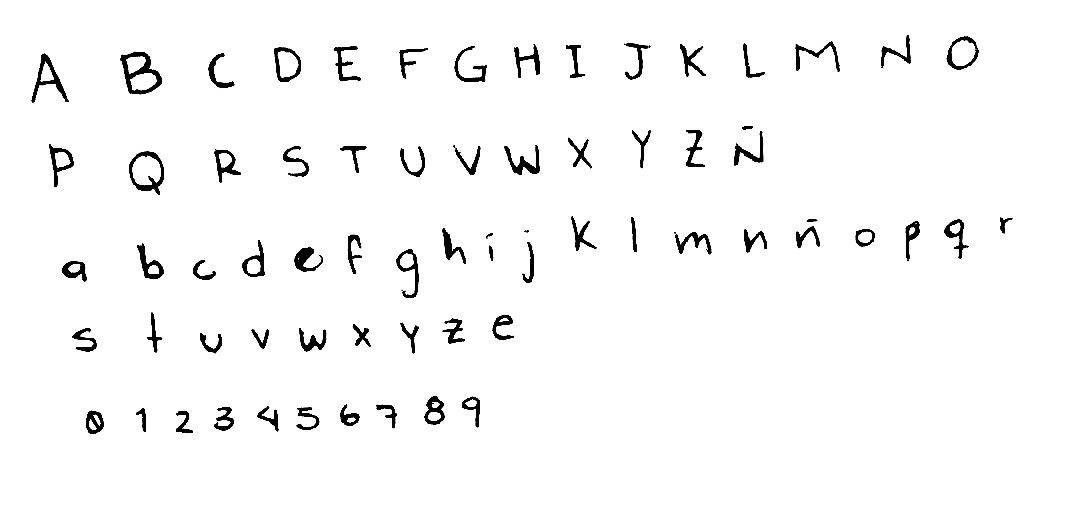 A B C D E F G H I J K L M N O
P Q R S T U V W X Y Z Ñ
a b c d e f g h i j k l m n ñ o p q r
s t u v w x y z e
0 1 2 3 4 5 6 7 8 9